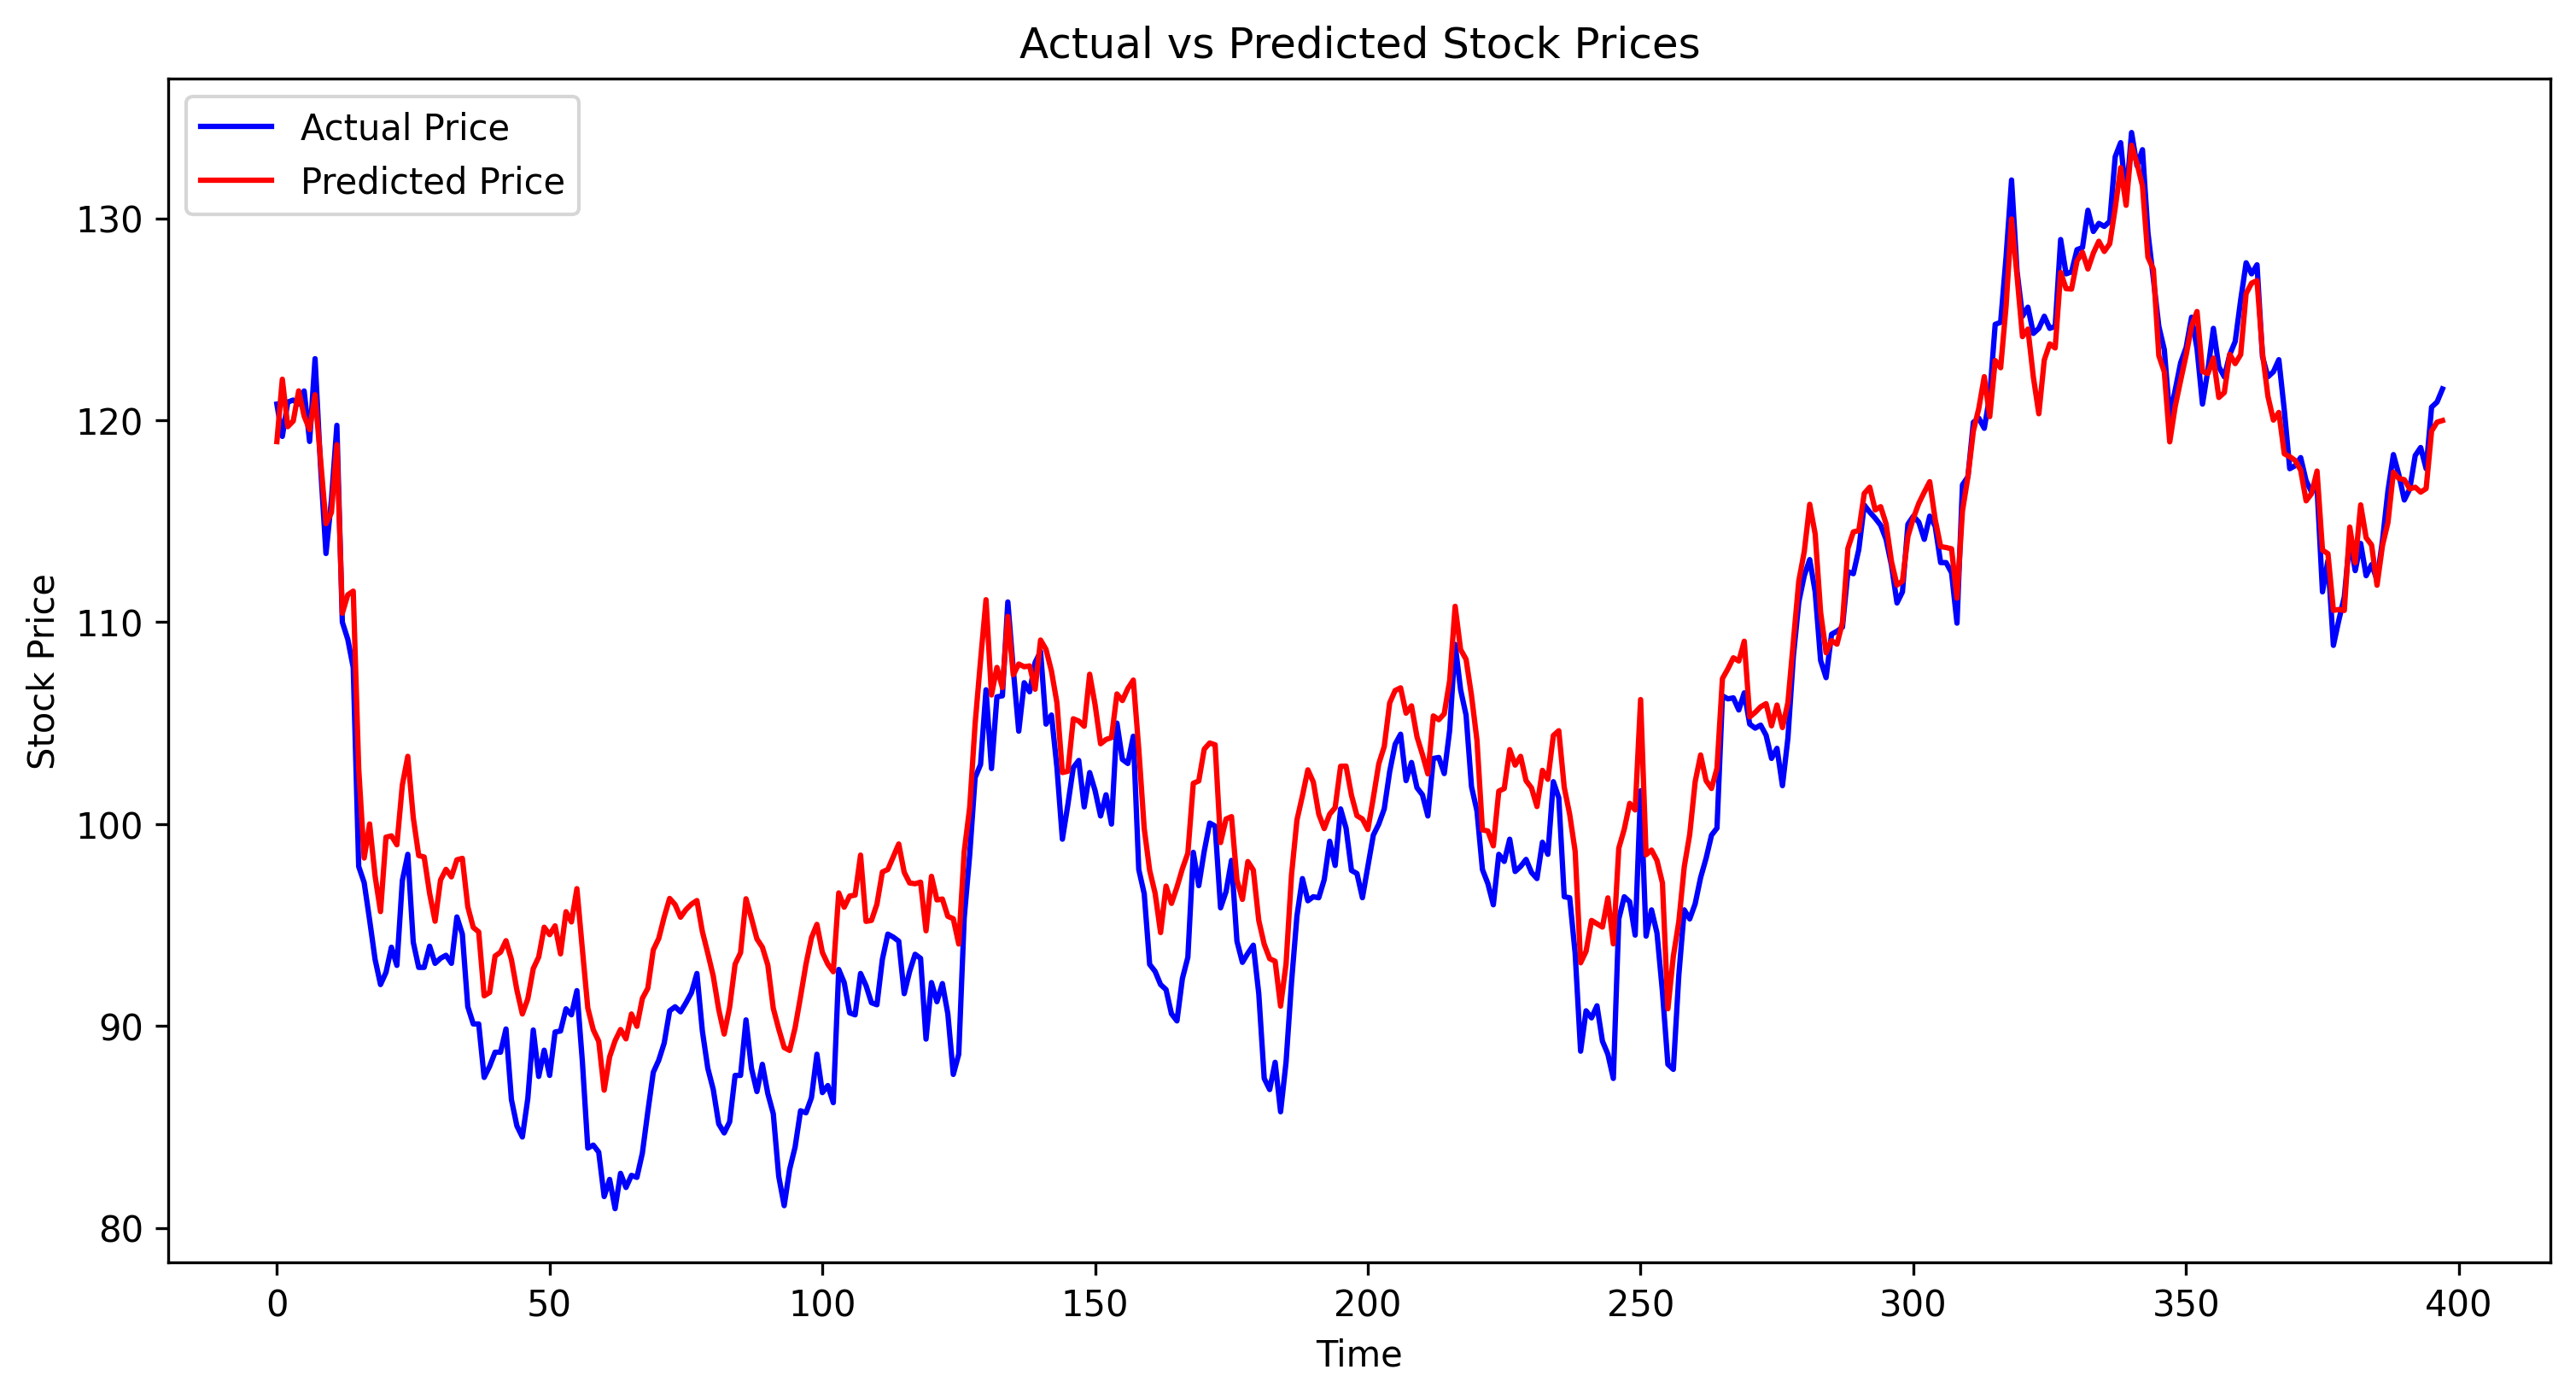 Actual vs Predicted Stock Prices
Actual Price
Predicted Price
Stock Price
130
120
110
100
90
80
0 50 100 150 200 250 300 350 400
Time